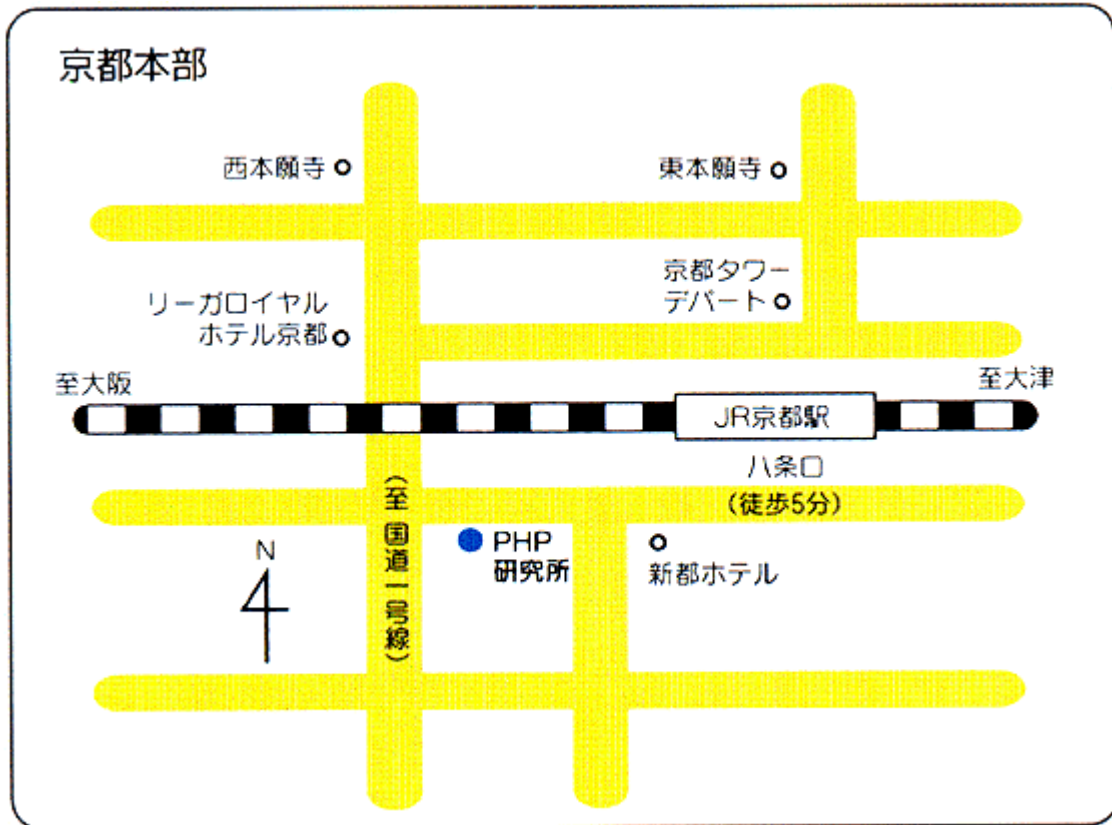 京都本部
西本願寺
東本願寺
京都タワー
デパート
リーガロイヤル
ホテル京都
至大阪
至大津
JR京都駅
八条口
(徒歩5分)
(至国道一号線)
N
PHP
研究所
新都ホテル